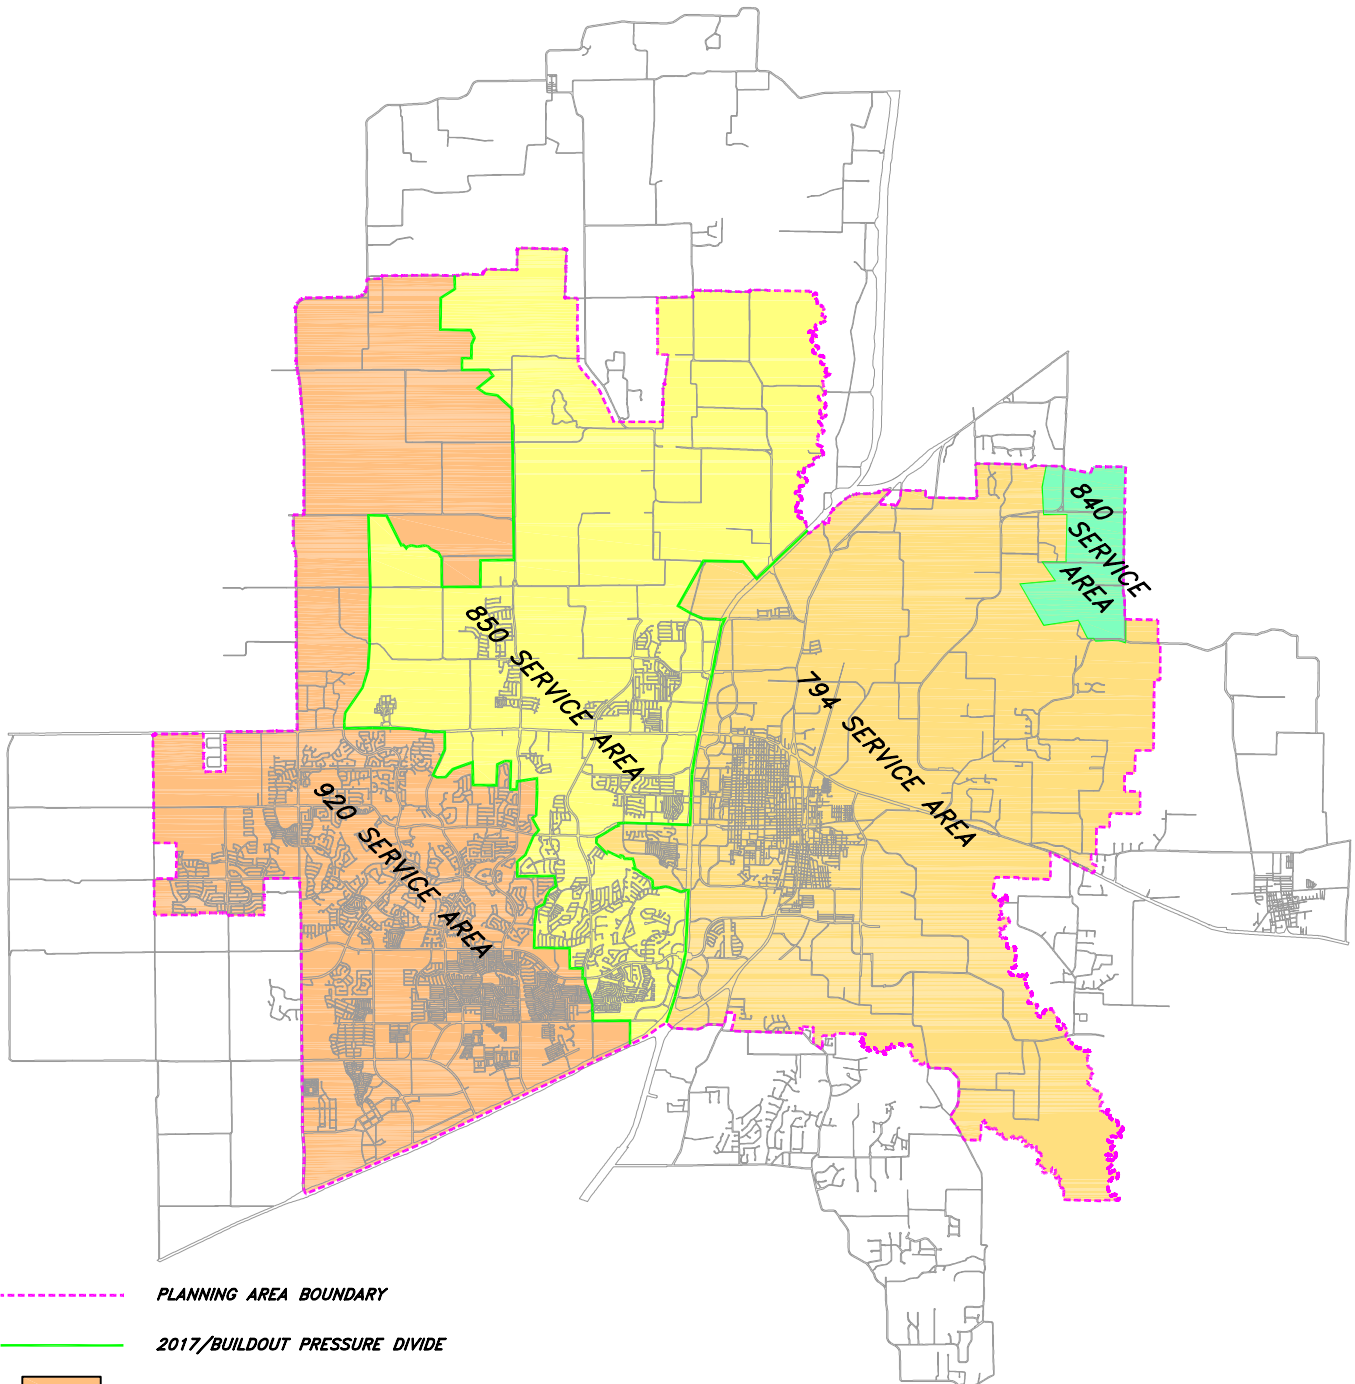 840
SERVICE
AREA
850 SERVICE AREA
794 SERVICE AREA
920 SERVICE AREA
PLANNING AREA BOUNDARY
2017/BUILDOUT PRESSURE DIVIDE